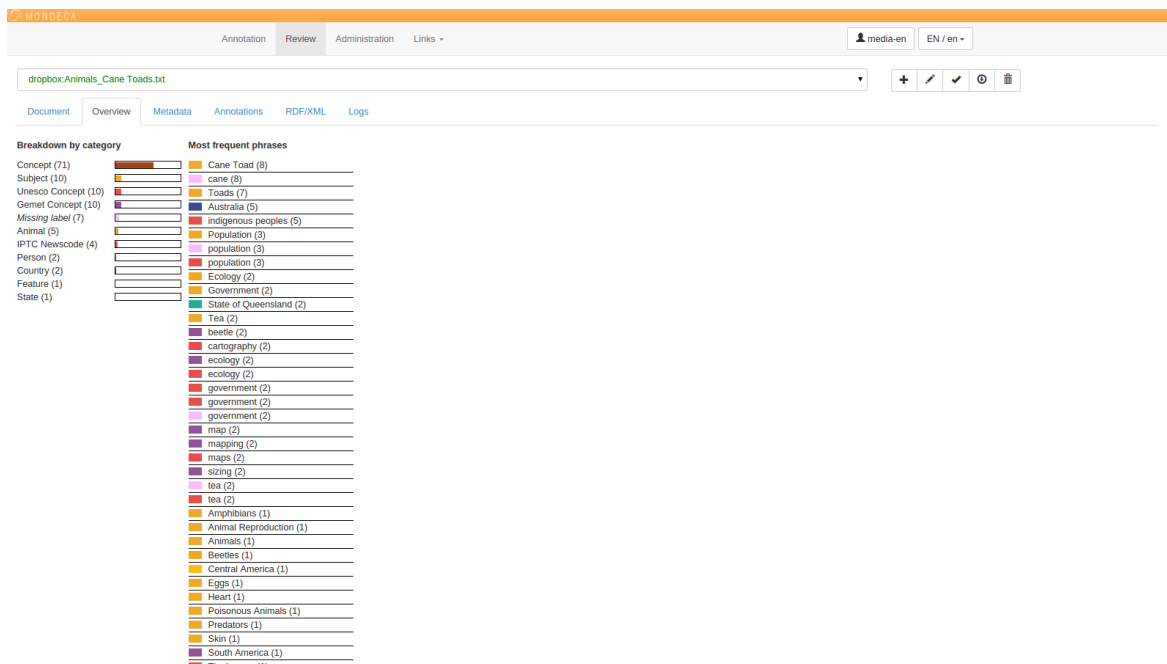 MONDECA
Annotation Review Administration Links
media-en EN / en
dropbox:Animals_Cane Toads.txt
Document Overview Metadata Annotations RDF/XML Logs
Breakdown by category
Concept (71)
Subject (10)
Unesco Concept (10)
Gemet Concept (10)
Missing label (7)
Animal (5)
IPTC Newscode (4)
Person (2)
Country (2)
Feature (1)
State (1)
Most frequent phrases
Cane Toad (8)
cane (8)
Toads (7)
Australia (5)
indigenous peoples (5)
Population (3)
population (3)
population (3)
Ecology (2)
Government (2)
State of Queensland (2)
Tea (2)
beetle (2)
cartography (2)
ecology (2)
ecology (2)
government (2)
government (2)
government (2)
map (2)
mapping (2)
maps (2)
sizing (2)
tea (2)
tea (2)
Amphibians (1)
Animal Reproduction (1)
Animals (1)
Beetles (1)
Central America (1)
Eggs (1)
Heart (1)
Poisonous Animals (1)
Predators (1)
Skin (1)
South America (1)